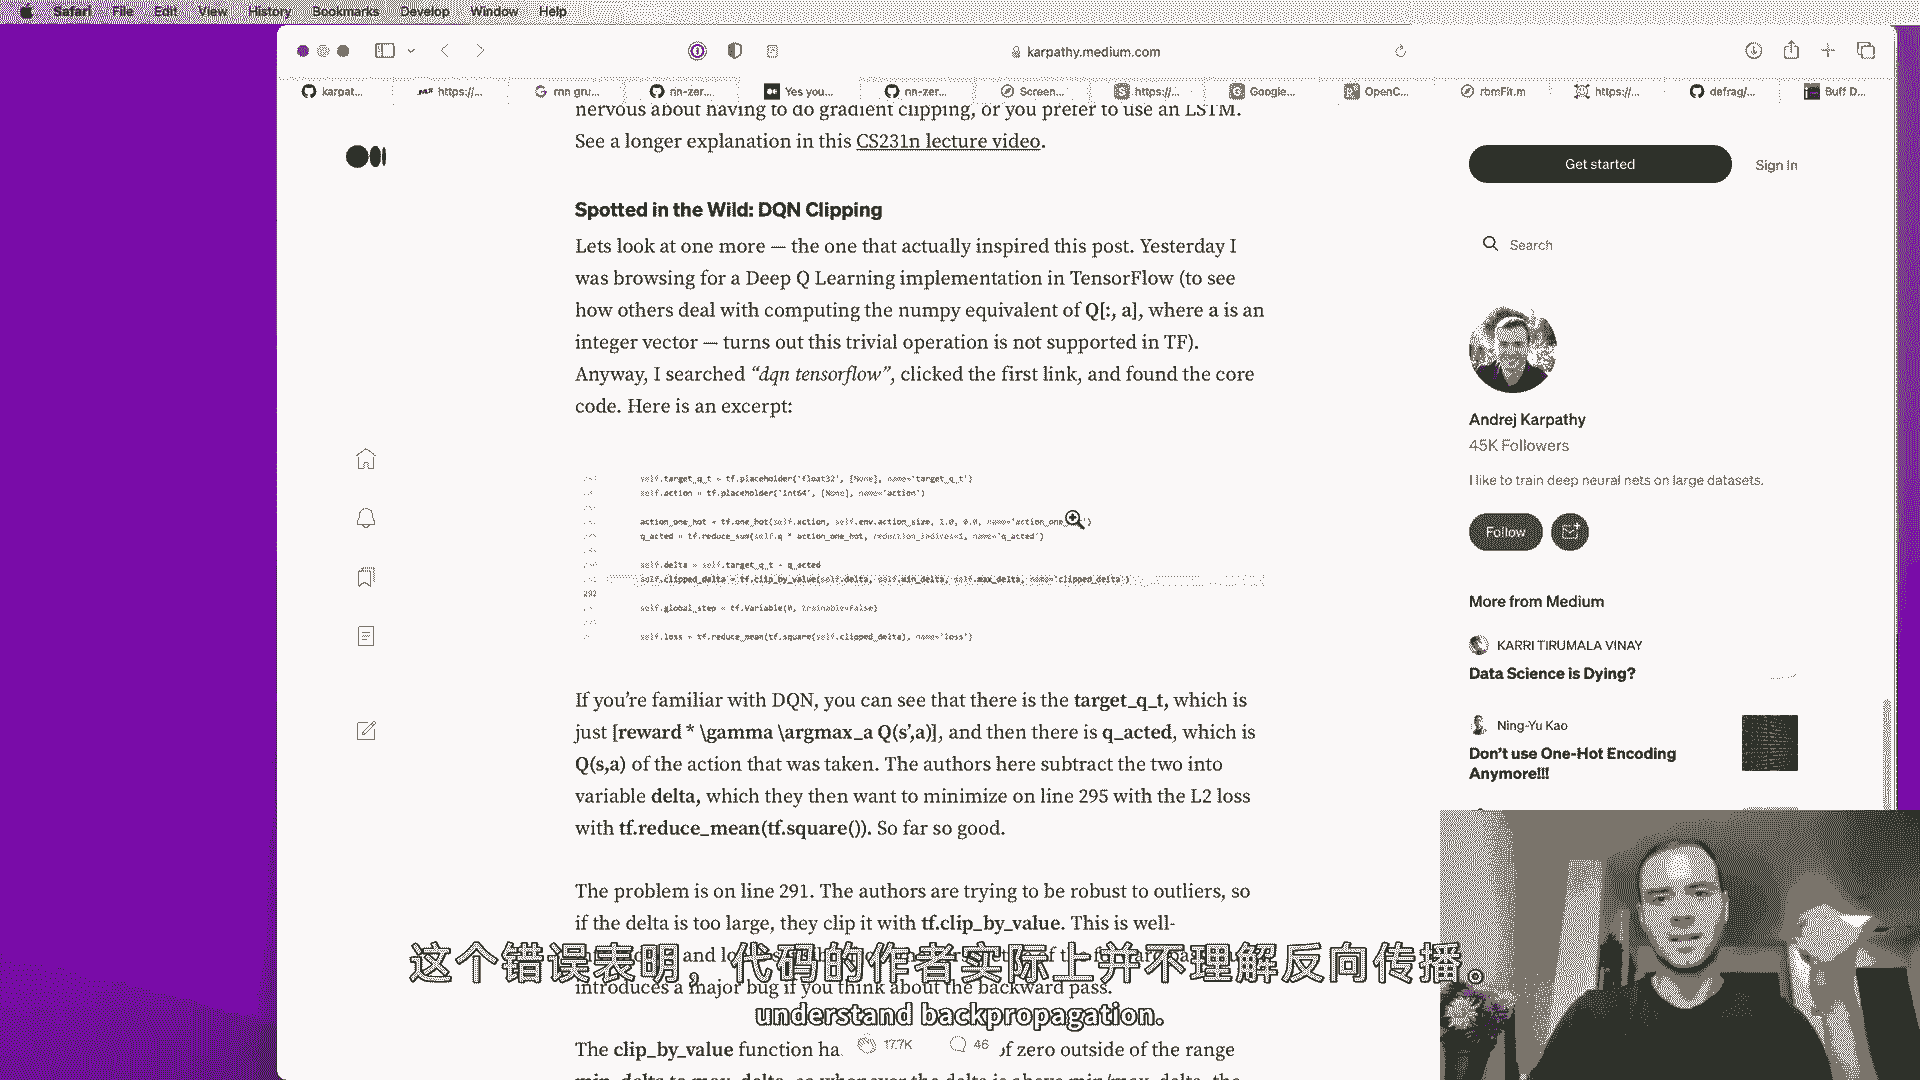 Safari File Edit View History Bookmarks Develop Window Help
karpathy.medium.com
karpat... https://... rnn gru... nn-zer... Yes you... nn-zer... Screen... https://... Google... OpenC... rbmFit.m https://... defrag/... Buff D...
nervous about having to do gradient clipping, or you prefer to use an LSTM.
See a longer explanation in this CS231n lecture video.
Spotted in the Wild: DQN Clipping
Lets look at one more — the one that actually inspired this post. Yesterday I
was browsing for a Deep Q Learning implementation in TensorFlow (to see
how others deal with computing the numpy equivalent of Q[:, a], where a is an
integer vector — turns out this trivial operation is not supported in TF).
Anyway, I searched “dqn tensorflow”, clicked the first link, and found the core
code. Here is an excerpt:
self.target_q_t = tf.placeholder('float32', [None], name='target_q_t')
self.action = tf.placeholder('int64', [None], name='action')
action_one_hot = tf.one_hot(self.action, self.env.action_size, 1.0, 0.0, name='action_one_ ')
q_acted = tf.reduce_sum(self.q * action_one_hot, reduction_indices=1, name='q_acted')
self.delta = self.target_q_t - q_acted
self.clipped_delta = tf.clip_by_value(self.delta, self.min_delta, self.max_delta, name='clipped_delta')
292
self.global_step = tf.Variable(0, trainable=False)
self.loss = tf.reduce_mean(tf.square(self.clipped_delta), name='loss')
If you’re familiar with DQN, you can see that there is the target_q_t, which is
just [reward * \gamma \argmax_a Q(s’,a)], and then there is q_acted, which is
Q(s,a) of the action that was taken. The authors here subtract the two into
variable delta, which they then want to minimize on line 295 with the L2 loss
with tf.reduce_mean(tf.square()). So far so good.
The problem is on line 291. The authors are trying to be robust to outliers, so
if the delta is too large, they clip it with tf.clip_by_value. This is well-
and
introduces a major bug if you think about the backward pass.
The clip_by_value function ha of zero outside of the range
17.7K 46
min_delta to max_delta, so whenever the delta is above min/max_delta, the
Get started
Sign In
Search
Andrej Karpathy
45K Followers
I like to train deep neural nets on large datasets.
Follow
More from Medium
KARRI TIRUMALA VINAY
Data Science is Dying?
Ning-Yu Kao
Don’t use One-Hot Encoding
Anymore!!!
这个错误表明，代码的作者实际上并不理解反向传播。
understand backpropagation.